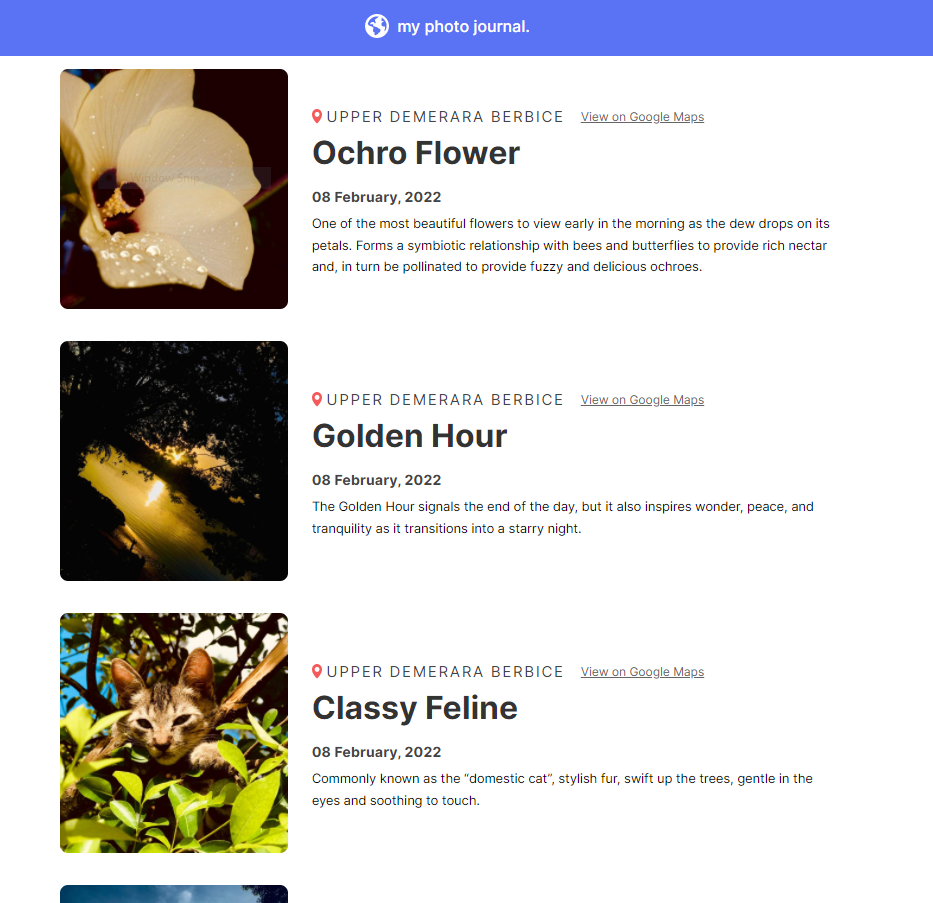 my photo journal.
UPPER DEMERARA BERBICE View on Google Maps
Ochro Flower
Window Snip
08 February, 2022
One of the most beautiful flowers to view early in the morning as the dew drops on its
petals. Forms a symbiotic relationship with bees and butterflies to provide rich nectar
and, in turn be pollinated to provide fuzzy and delicious ochroes.
UPPER DEMERARA BERBICE View on Google Maps
Golden Hour
08 February, 2022
The Golden Hour signals the end of the day, but it also inspires wonder, peace, and
tranquility as it transitions into a starry night.
UPPER DEMERARA BERBICE View on Google Maps
Classy Feline
08 February, 2022
Commonly known as the “domestic cat”, stylish fur, swift up the trees, gentle in the
eyes and soothing to touch.